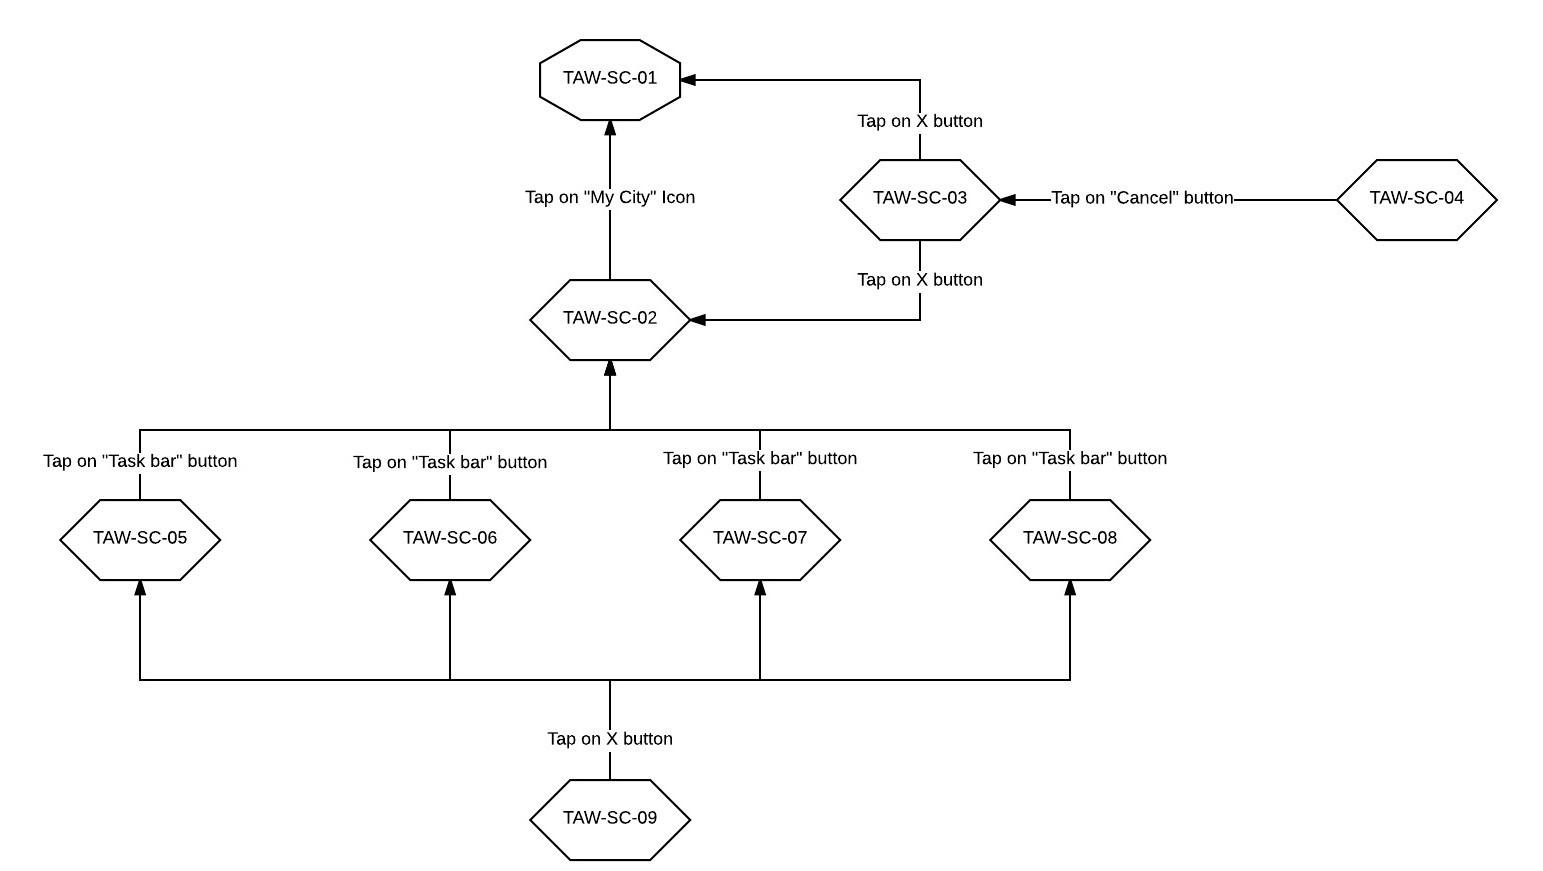 TAW-SC-01
Tap on X button
Tap on "My City" Icon
TAW-SC-03
Tap on "Cancel" button
TAW-SC-04
Tap on X button
TAW-SC-02
Tap on "Task bar" button
Tap on "Task bar" button
Tap on "Task bar" button
Tap on "Task bar" button
TAW-SC-05
TAW-SC-06
TAW-SC-07
TAW-SC-08
Tap on X button
TAW-SC-09